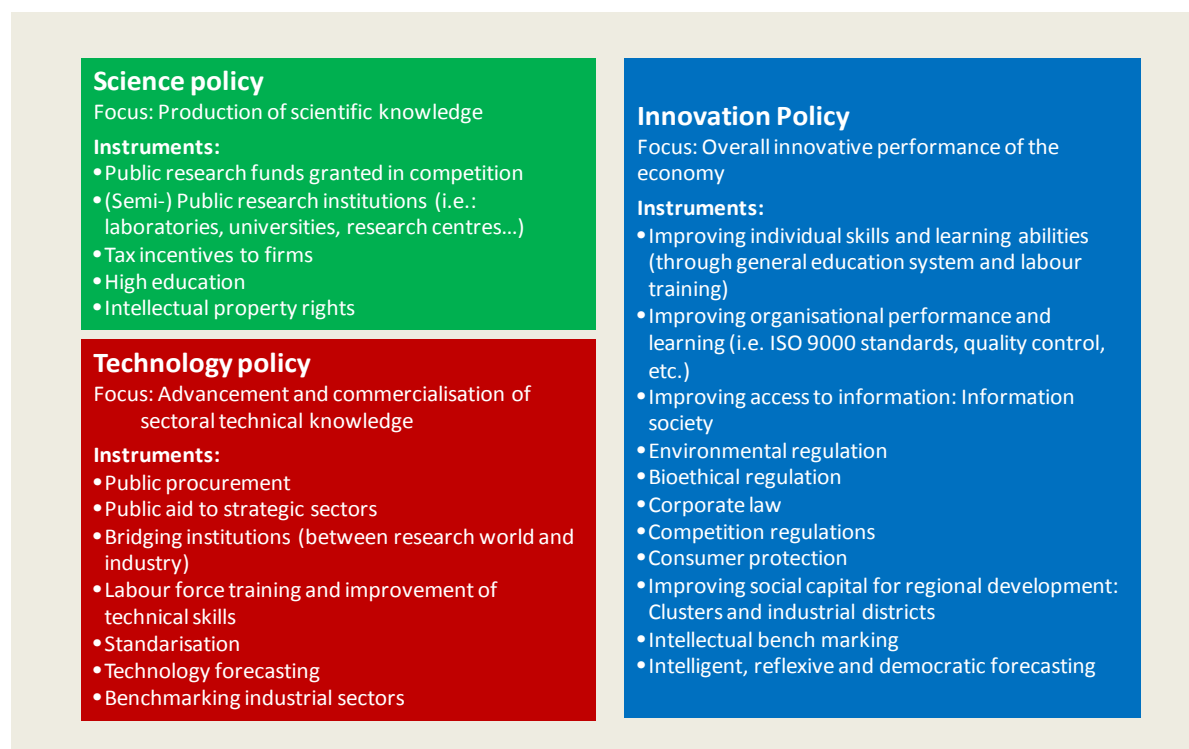 Science policy
Focus: Production of scientific knowledge
Instruments:
•Public research funds granted in competition
•(Semi-) Public research institutions (i.e.:
laboratories, universities, research centres…)
•Tax incentives to firms
•High education
•Intellectual property rights
Technology policy
Focus: Advancement and commercialisation of
sectoral technical knowledge
Instruments:
•Public procurement
•Public aid to strategic sectors
•Bridging institutions (between research world and
industry)
•Labour force training and improvement of
technical skills
•Standarisation
•Technology forecasting
•Benchmarking industrial sectors
Innovation Policy
Focus: Overall innovative performance of the
economy
Instruments:
•Improving individual skills and learning abilities
(through general education system and labour
training)
•Improving organisational performance and
learning (i.e. ISO 9000 standards, quality control,
etc.)
•Improving access to information: Information
society
•Environmental regulation
•Bioethical regulation
•Corporate law
•Competition regulations
•Consumer protection
•Improving social capital for regional development:
Clusters and industrial districts
•Intellectual bench marking
•Intelligent, reflexive and democratic forecasting